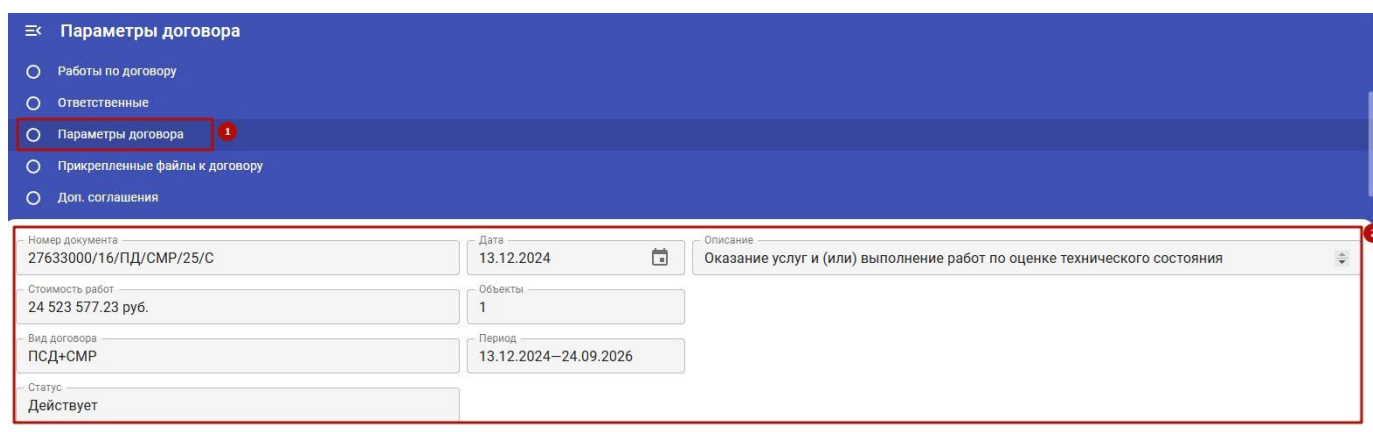 Параметры договора
Работы по договору
Ответственные
Параметры договора 1
Прикрепленные файлы к договору
Доп. соглашения
Номер документа Дата Описание
27633000/16/ПД/СМР/25/С 13.12.2024 Оказание услуг и (или) выполнение работ по оценке технического состояния
Стоимость работ Объекты
24 523 577.23 руб. 1
Вид договора Период
ПСД+СМР 13.12.2024—24.09.2026
Статус
Действует